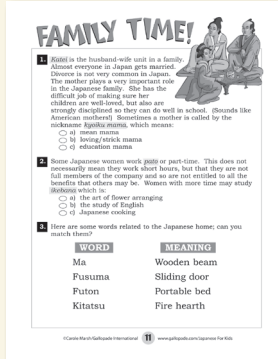 FAMILY TIME!
1. Katei is the husband-wife unit in a family.
Almost everyone in Japan gets married.
Divorce is not very common in Japan.
The mother plays a very important role
in the Japanese family. She has the
difficult job of making sure her
children are well-loved, but also are
strongly disciplined so they can do well in school. (Sounds like
American mothers!) Sometimes a mother is called by the
nickname kyoiku mama, which means:
a) mean mama
b) loving/strick mama
c) education mama
2. Some Japanese women work pato or part-time. This does not
necessarily mean they work short hours, but that they are not
full members of the company and so are not entitled to all the
benefits that others may be. Women with more time may study
ikebana which is:
a) the art of flower arranging
b) the study of English
c) Japanese cooking
3. Here are some words related to the Japanese home; can you
match them?
WORD MEANING
Ma Wooden beam
Fusuma Sliding door
Futon Portable bed
Kitatsu Fire hearth
©Carole Marsh/Gallopade International 11 www.gallopade.com/Japanese For Kids